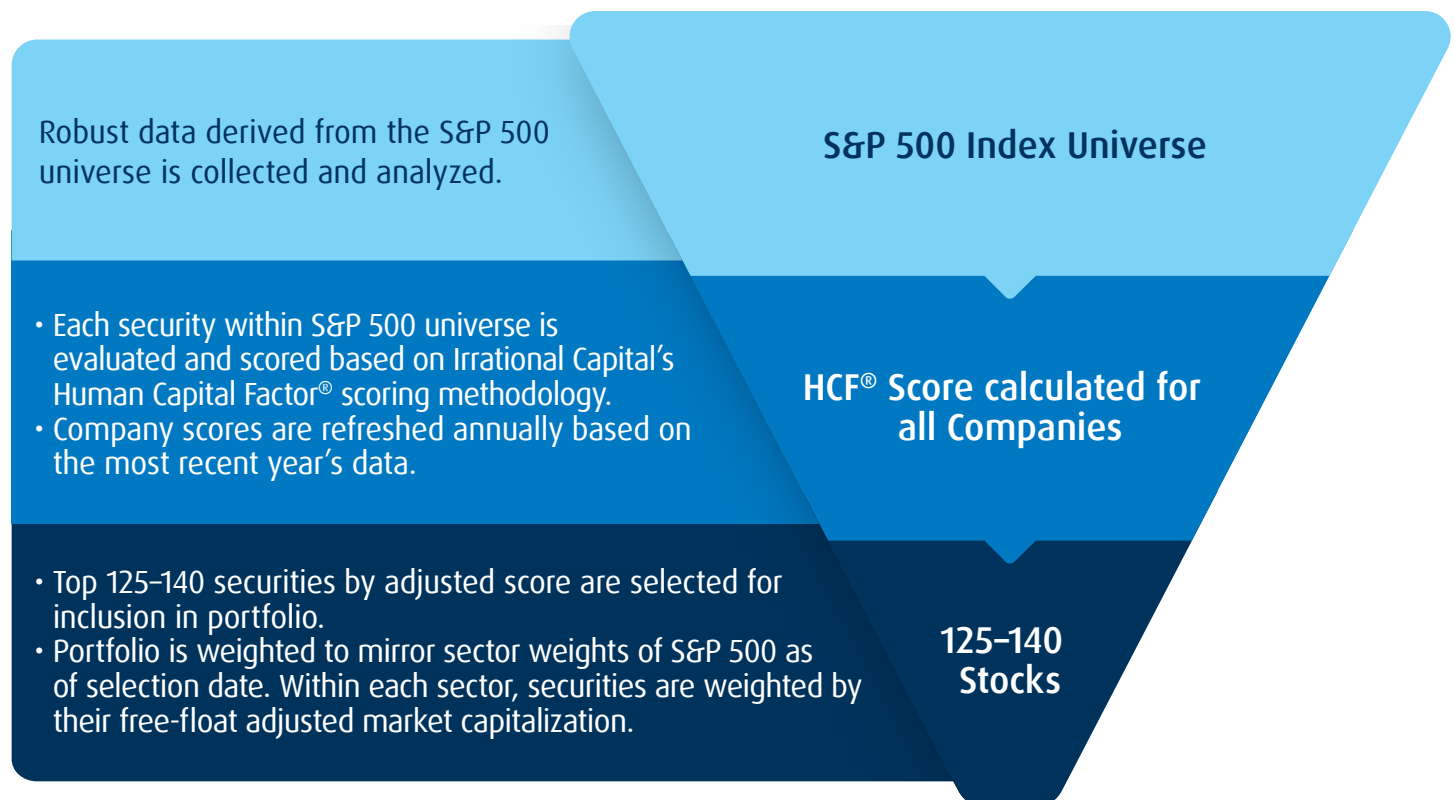 Robust data derived from the S&P 500
universe is collected and analyzed.
S&P 500 Index Universe
• Each security within S&P 500 universe is
evaluated and scored based on Irrational Capital’s
Human Capital Factor® scoring methodology.
• Company scores are refreshed annually based on
the most recent year’s data.
HCF® Score calculated for
all Companies
• Top 125–140 securities by adjusted score are selected for
inclusion in portfolio.
• Portfolio is weighted to mirror sector weights of S&P 500 as
of selection date. Within each sector, securities are weighted by
their free-float adjusted market capitalization.
125–140
Stocks